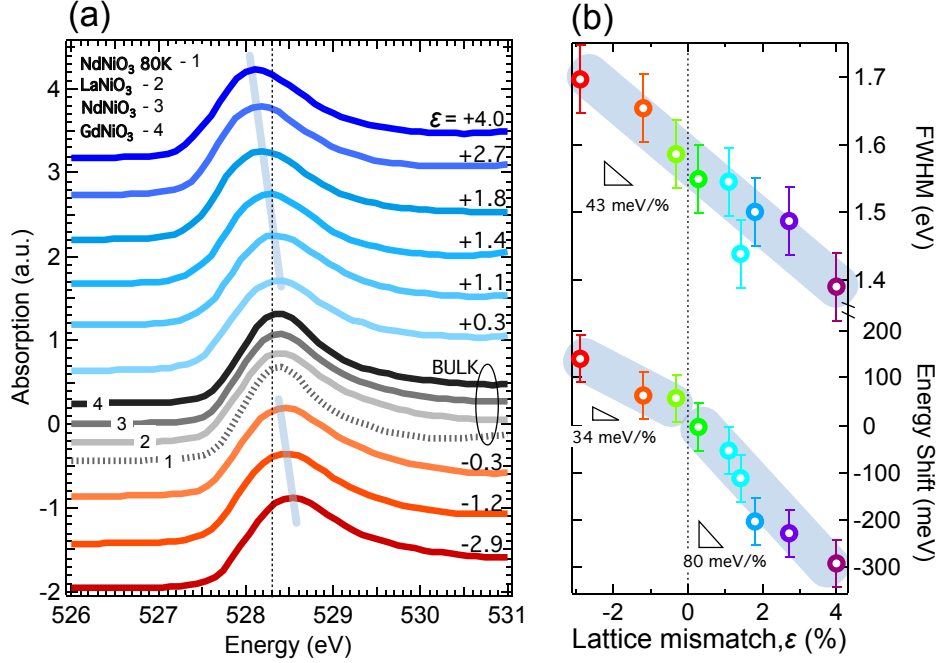 (a)
NdNiO₃ 80K - 1
LaNiO₃ - 2
NdNiO₃ - 3
GdNiO₃ - 4
ε = +4.0
+2.7
+1.8
+1.4
+1.1
+0.3
BULK
4
3
2
1
-0.3
-1.2
-2.9
4
3
2
1
0
-1
-2
Absorption (a.u.)
526
527
528
529
530
531
Energy (eV)
(b)
43 meV/%
34 meV/%
80 meV/%
1.7
1.6
1.5
1.4
FWHM (eV)
200
100
0
-100
-200
-300
Energy Shift (meV)
-2
0
2
4
Lattice mismatch,ε (%)